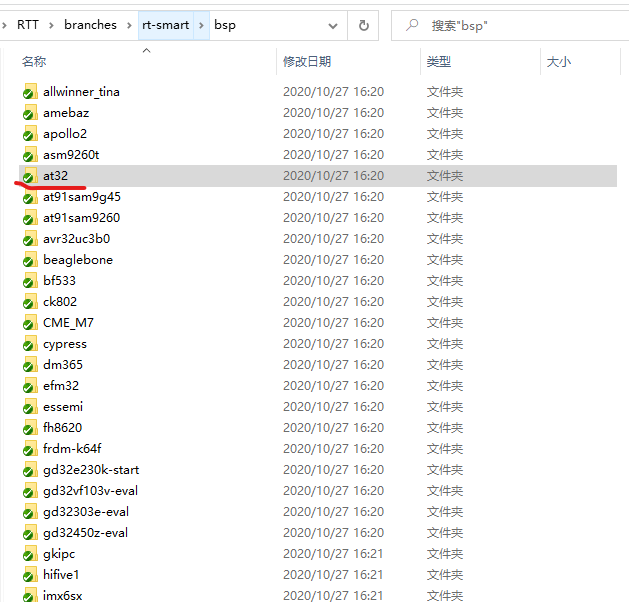 RTT > branches > rt-smart > bsp 搜索"bsp"
名称 修改日期 类型 大小
allwinner_tina 2020/10/27 16:20 文件夹
amebaz 2020/10/27 16:20 文件夹
apollo2 2020/10/27 16:20 文件夹
asm9260t 2020/10/27 16:20 文件夹
at32 2020/10/27 16:20 文件夹
at91sam9g45 2020/10/27 16:20 文件夹
at91sam9260 2020/10/27 16:20 文件夹
avr32uc3b0 2020/10/27 16:20 文件夹
beaglebone 2020/10/27 16:20 文件夹
bf533 2020/10/27 16:20 文件夹
ck802 2020/10/27 16:20 文件夹
CME_M7 2020/10/27 16:20 文件夹
cypress 2020/10/27 16:20 文件夹
dm365 2020/10/27 16:20 文件夹
efm32 2020/10/27 16:20 文件夹
essemi 2020/10/27 16:20 文件夹
fh8620 2020/10/27 16:20 文件夹
frdm-k64f 2020/10/27 16:20 文件夹
gd32e230k-start 2020/10/27 16:20 文件夹
gd32vf103v-eval 2020/10/27 16:20 文件夹
gd32303e-eval 2020/10/27 16:20 文件夹
gd32450z-eval 2020/10/27 16:20 文件夹
gkipc 2020/10/27 16:21 文件夹
hifive1 2020/10/27 16:21 文件夹
imx6sx 2020/10/27 16:21 文件夹